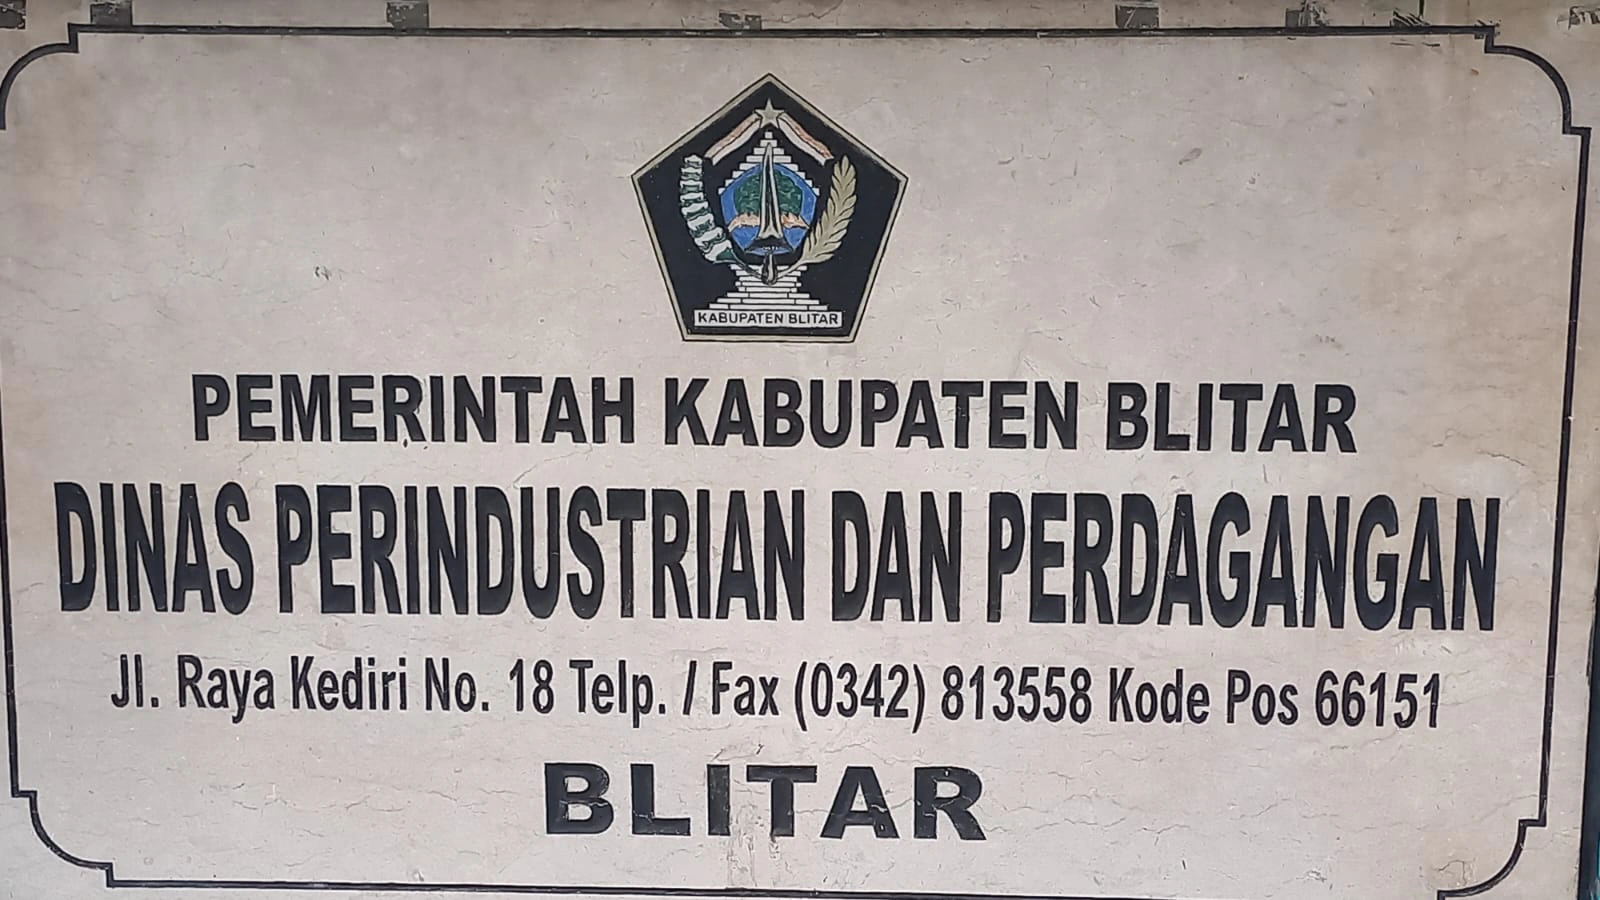 KABUPATEN BLITAR
PEMERINTAH KABUPATEN BLITAR
DINAS PERINDUSTRIAN DAN PERDAGANGAN
Jl. Raya Kediri No. 18 Telp. / Fax (0342) 813558 Kode Pos 66151
BLITAR